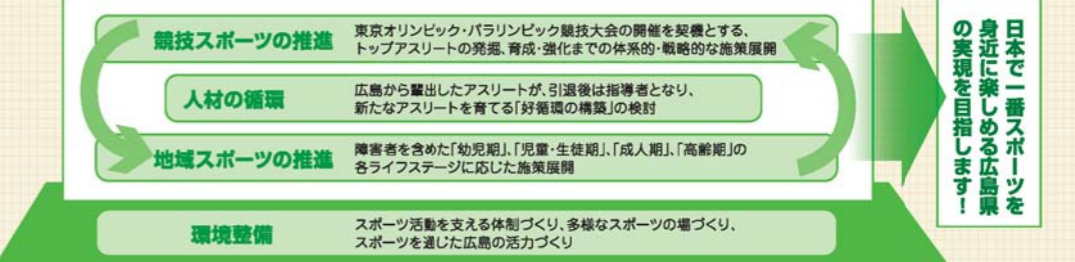 競技スポーツの推進
東京オリンピック・パラリンピック競技大会の開催を契機とする、
トップアスリートの発掘、育成・強化までの体系的・戦略的な施策展開
人材の循環
広島から輩出したアスリートが、引退後は指導者となり、
新たなアスリートを育てる「好循環の構築」の検討
地域スポーツの推進
障害者を含めた「幼児期」、「児童・生徒期」、「成人期」、「高齢期」の
各ライフステージに応じた施策展開
環境整備
スポーツ活動を支える体制づくり、多様なスポーツの場づくり、
スポーツを通じた広島の活力づくり
日本で一番スポーツを
身近に楽しめる広島県
の実現を目指します！